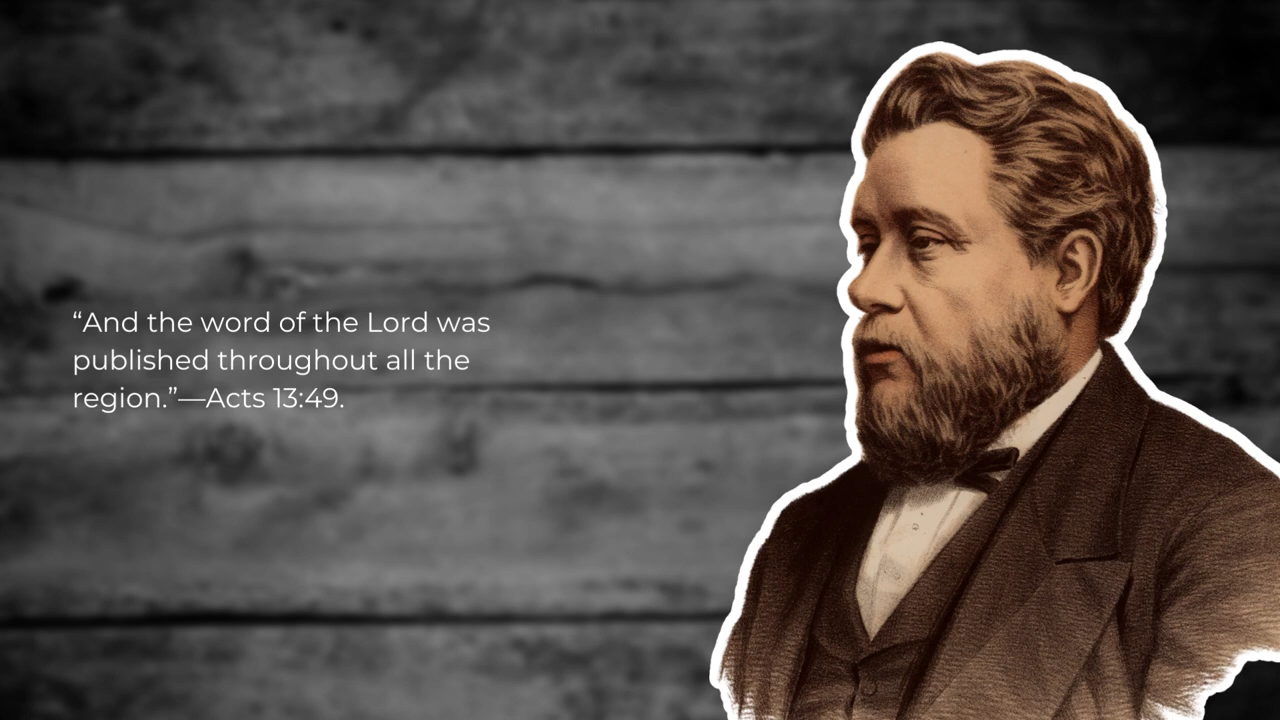 “And the word of the Lord was
published throughout all the
region.”—Acts 13:49.